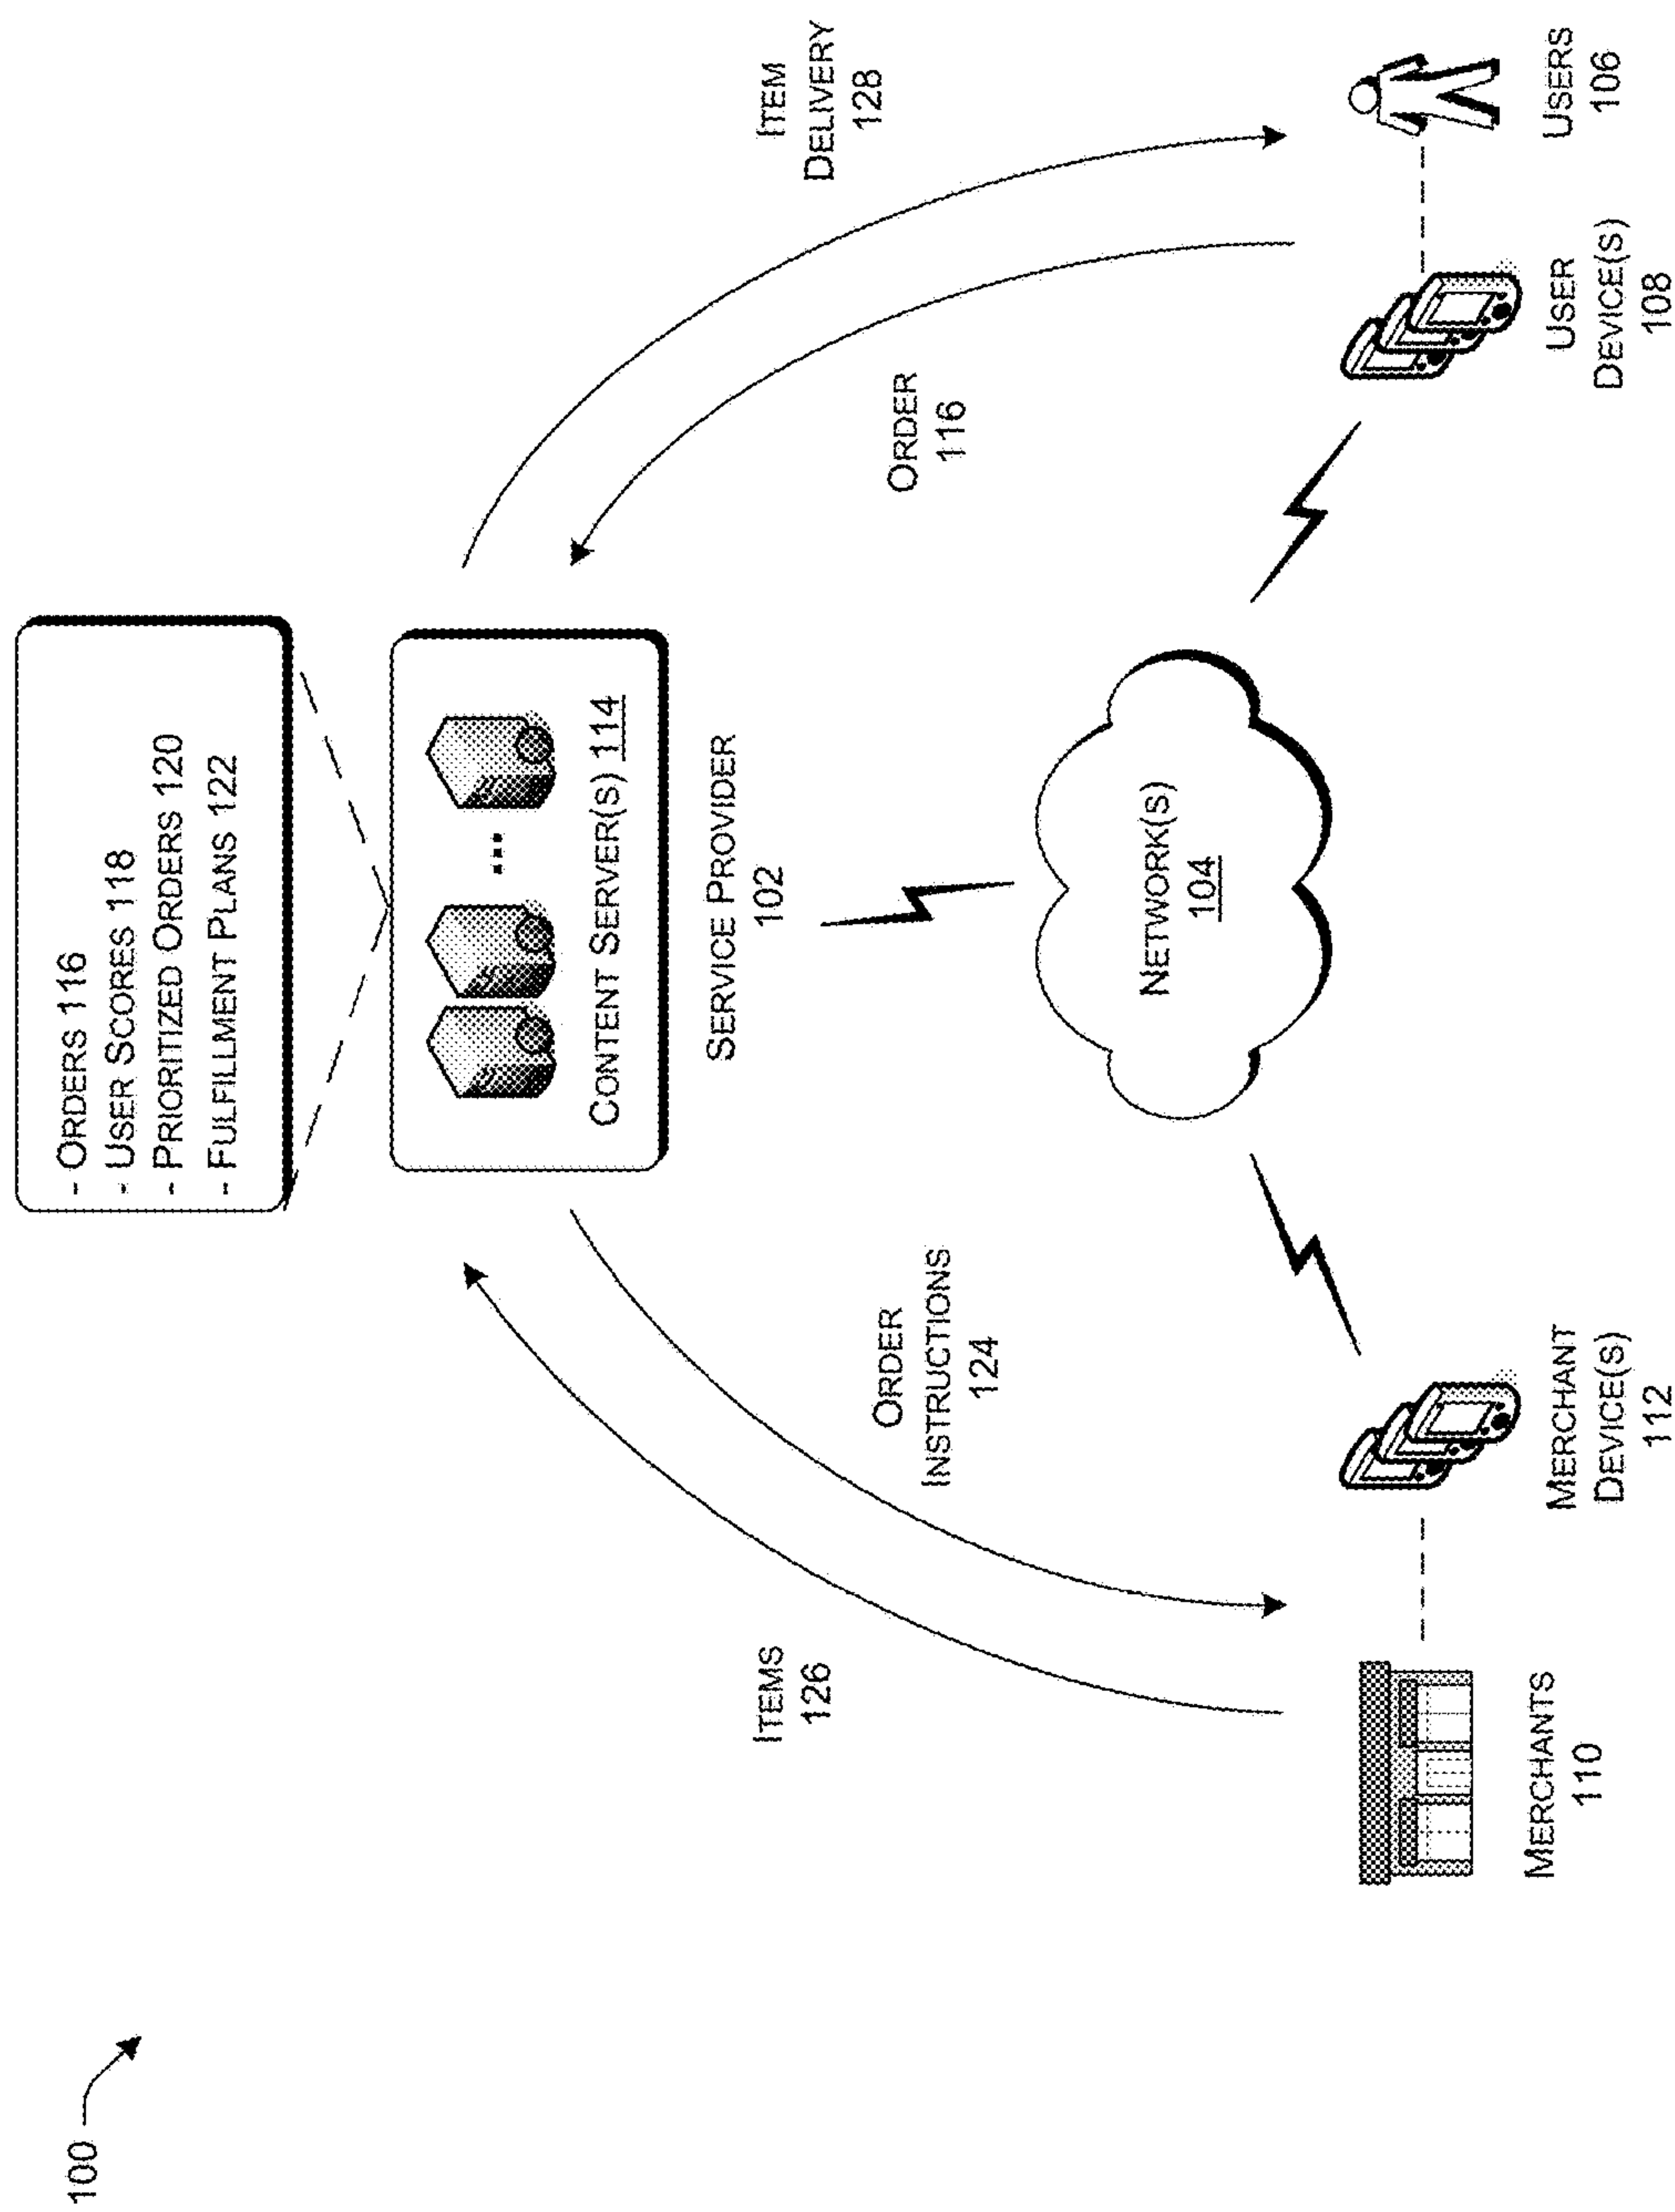 100
- ORDERS 116
- USER SCORES 118
- PRIORITIZED ORDERS 120
- FULFILLMENT PLANS 122
CONTENT SERVER(S) 114
SERVICE PROVIDER
102
ITEMS
126
ORDER
INSTRUCTIONS
124
ITEM
DELIVERY
128
ORDER
116
NETWORK(S)
104
MERCHANTS
110
MERCHANT
DEVICE(S)
112
USER
DEVICE(S)
108
USERS
106